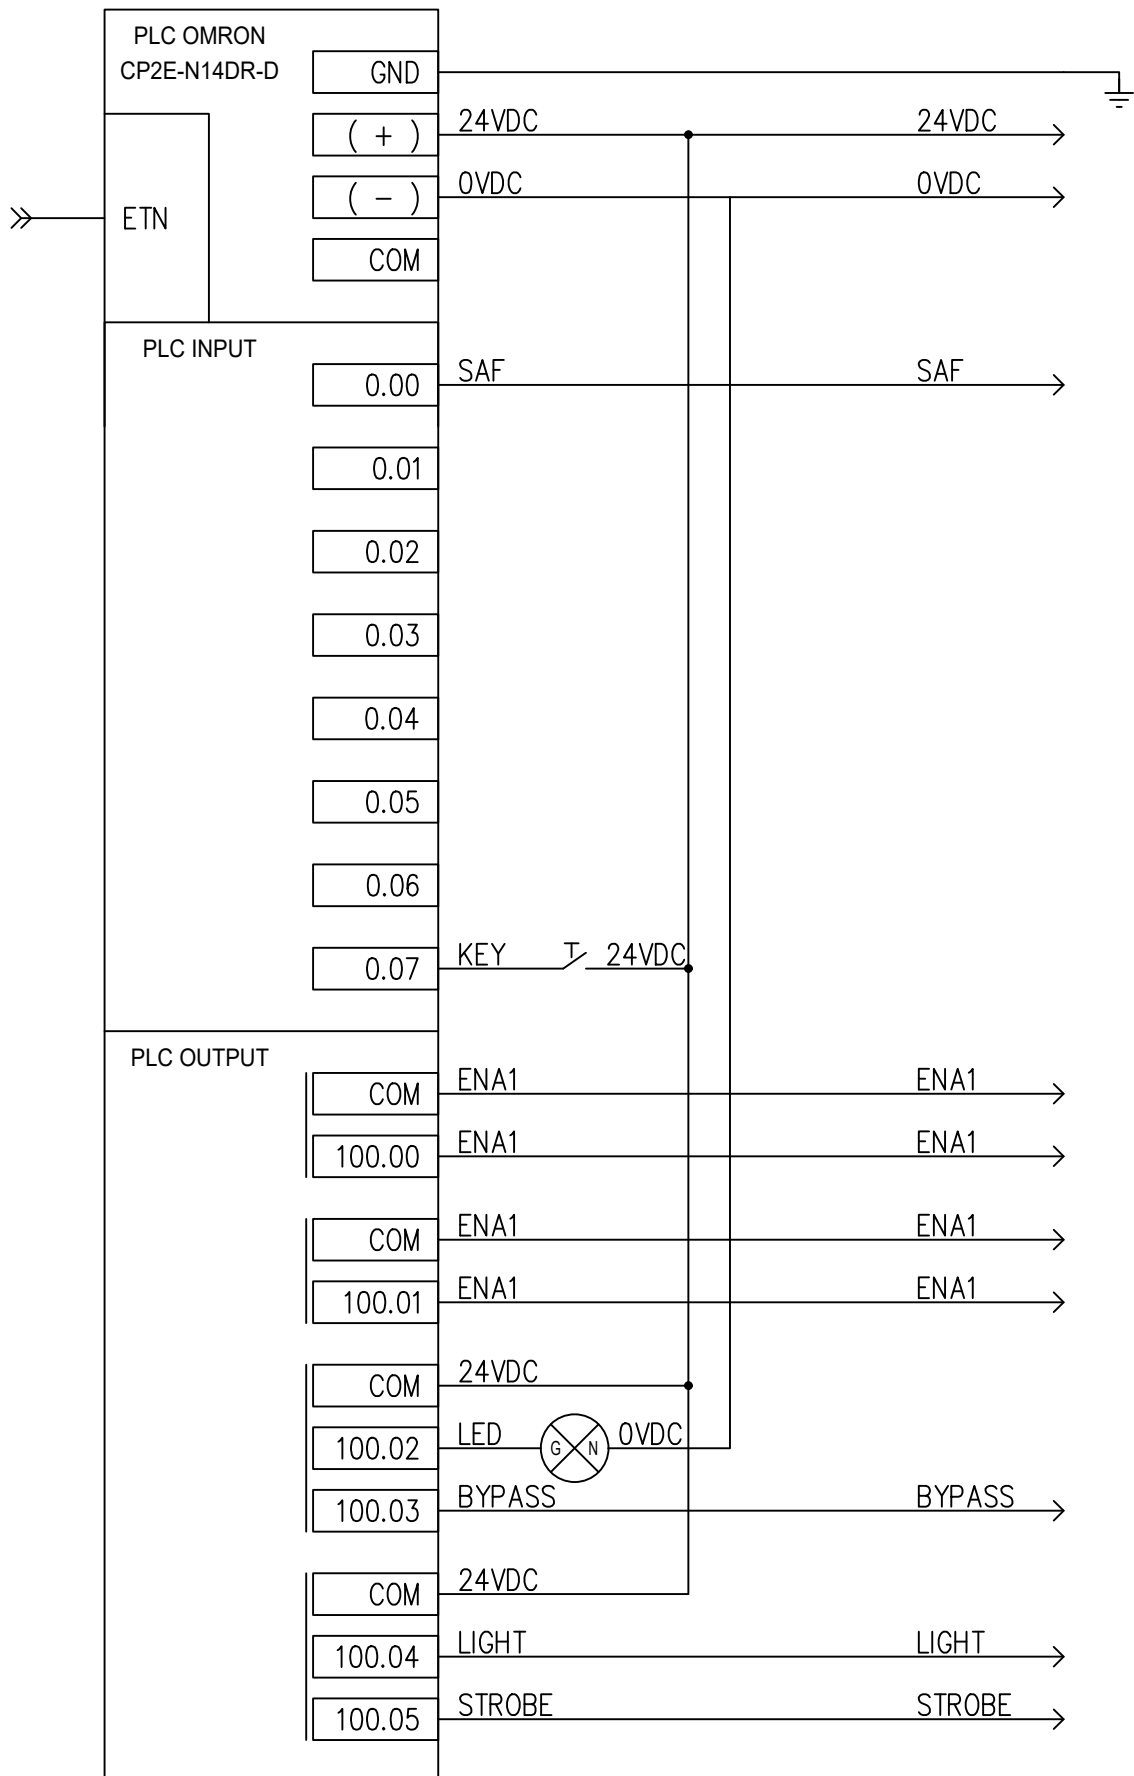 PLC OMRON
CP2E-N14DR-D
GND
( + ) 24VDC 24VDC
( - ) 0VDC 0VDC
ETN
COM
PLC INPUT
0.00 SAF SAF
0.01
0.02
0.03
0.04
0.05
0.06
0.07 KEY T 24VDC
PLC OUTPUT
COM ENA1 ENA1
100.00 ENA1 ENA1
COM ENA1 ENA1
100.01 ENA1 ENA1
COM 24VDC
100.02 LED G N 0VDC
100.03 BYPASS BYPASS
COM 24VDC
100.04 LIGHT LIGHT
100.05 STROBE STROBE